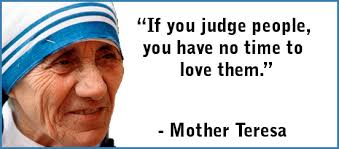 “If you judge people,
you have no time to
love them.”
- Mother Teresa